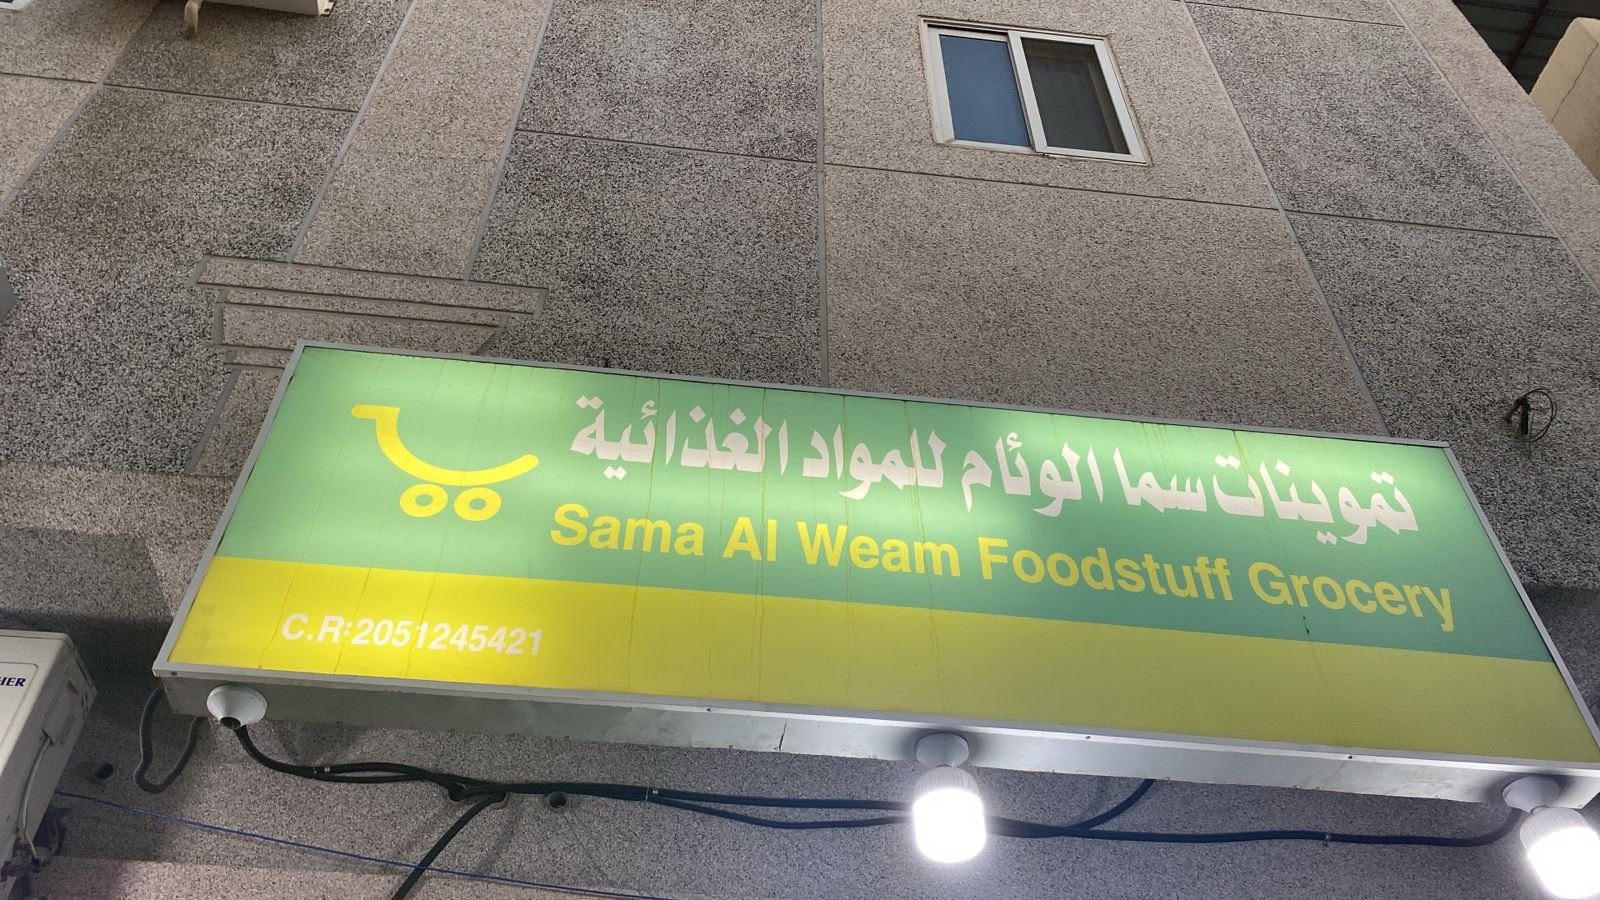 تموينات سما الوئام للمواد الغذائية
Sama Al Weam Foodstuff Grocery
C.R:2051245421